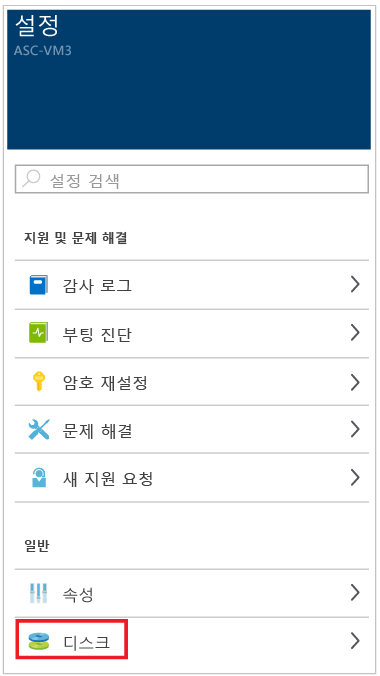 설정
ASC-VM3
설정 검색
지원 및 문제 해결
감사 로그
부팅 진단
암호 재설정
문제 해결
새 지원 요청
일반
속성
디스크